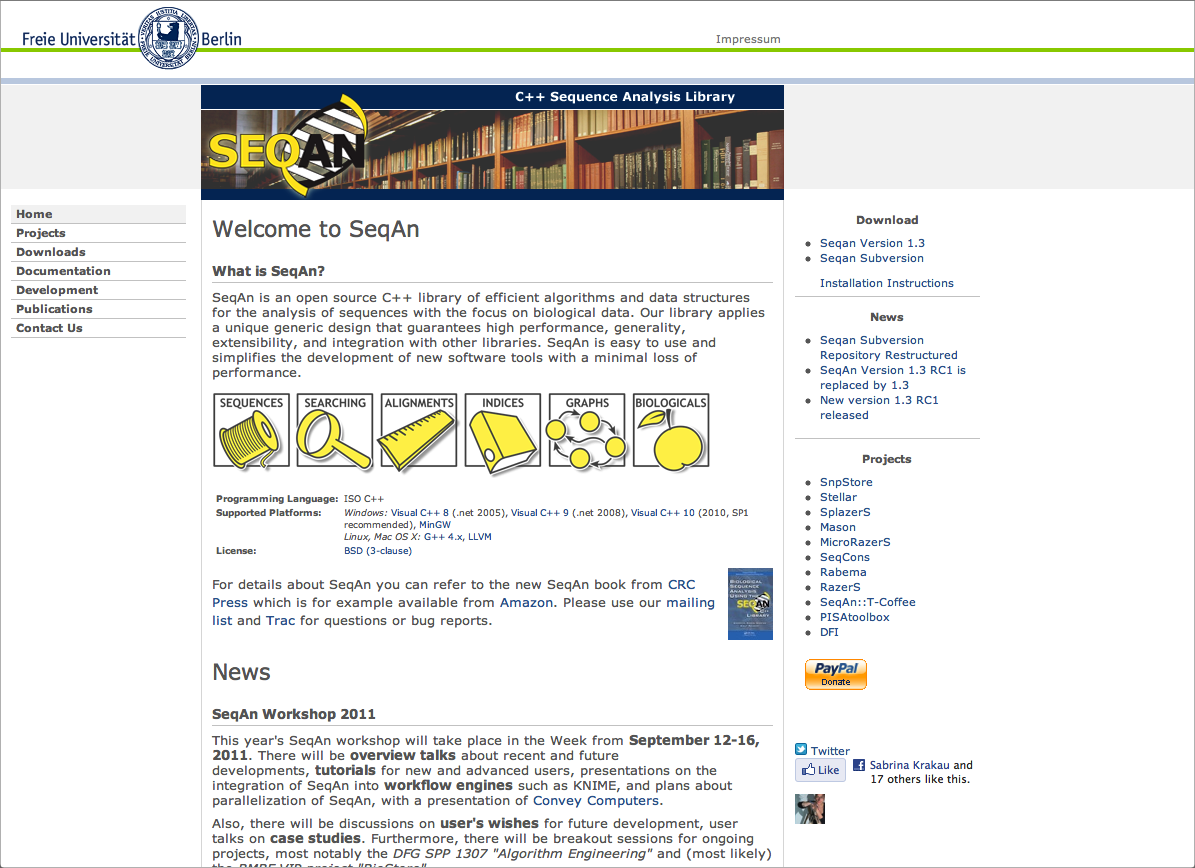 Freie Universität Berlin
Impressum
C++ Sequence Analysis Library
SEQAN
Home
Projects
Downloads
Documentation
Development
Publications
Contact Us
Welcome to SeqAn
What is SeqAn?
SeqAn is an open source C++ library of efficient algorithms and data structures
for the analysis of sequences with the focus on biological data. Our library applies
a unique generic design that guarantees high performance, generality,
extensibility, and integration with other libraries. SeqAn is easy to use and
simplifies the development of new software tools with a minimal loss of
performance.
SEQUENCES SEARCHING ALIGNMENTS INDICES GRAPHS BIOLOGICALS
Programming Language: ISO C++
Supported Platforms: Windows: Visual C++ 8 (.net 2005), Visual C++ 9 (.net 2008), Visual C++ 10 (2010, SP1
recommended), MinGW
Linux, Mac OS X: G++ 4.x, LLVM
License: BSD (3-clause)
For details about SeqAn you can refer to the new SeqAn book from CRC
Press which is for example available from Amazon. Please use our mailing
list and Trac for questions or bug reports.
BIOLOGICAL
SEQUENCE
ANALYSIS
USING THE
SEQAN
C++
LIBRARY
News
SeqAn Workshop 2011
This year's SeqAn workshop will take place in the Week from September 12-16,
2011. There will be overview talks about recent and future
developments, tutorials for new and advanced users, presentations on the
integration of SeqAn into workflow engines such as KNIME, and plans about
parallelization of SeqAn, with a presentation of Convey Computers.
Also, there will be discussions on user's wishes for future development, user
talks on case studies. Furthermore, there will be breakout sessions for ongoing
projects, most notably the DFG SPP 1307 "Algorithm Engineering" and (most likely)
the BMBF VIP project "BioStore".
Download
Seqan Version 1.3
Seqan Subversion
Installation Instructions
News
Seqan Subversion
Repository Restructured
SeqAn Version 1.3 RC1 is
replaced by 1.3
New version 1.3 RC1
released
Projects
SnpStore
Stellar
SplazerS
Mason
MicroRazerS
SeqCons
Rabema
RazerS
SeqAn::T-Coffee
PISAtoolbox
DFI
PayPal
Donate
Twitter
Like
Sabrina Krakau and
17 others like this.